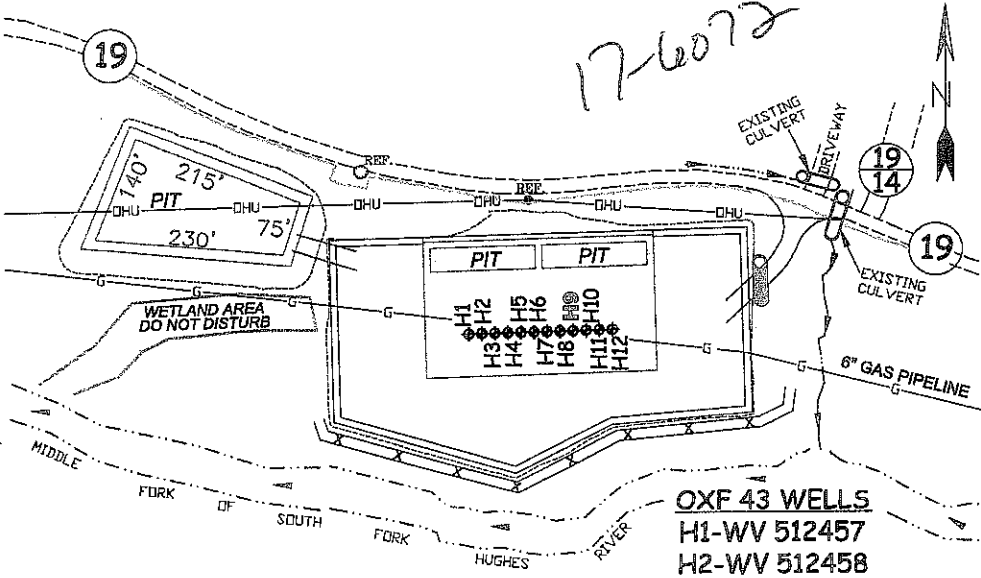 17-6072
19
N
EXISTING
CULVERT
DRIVEWAY
19
14
REF.
REF.
140'
215'
PIT
230'
75'
OHU
OHU
OHU
OHU
OHU
OHU
19
EXISTING
CULVERT
PIT
PIT
G
G
G
G
WETLAND AREA
DO NOT DISTURB
H1
H2
H3
H4
H5
H6
H7
H8
H9
H10
H11
H12
G
G
6" GAS PIPELINE
X
X
X
X
X
X
X
MIDDLE FORK OF SOUTH FORK HUGHES RIVER
OXF 43 WELLS
H1-WV 512457
H2-WV 512458